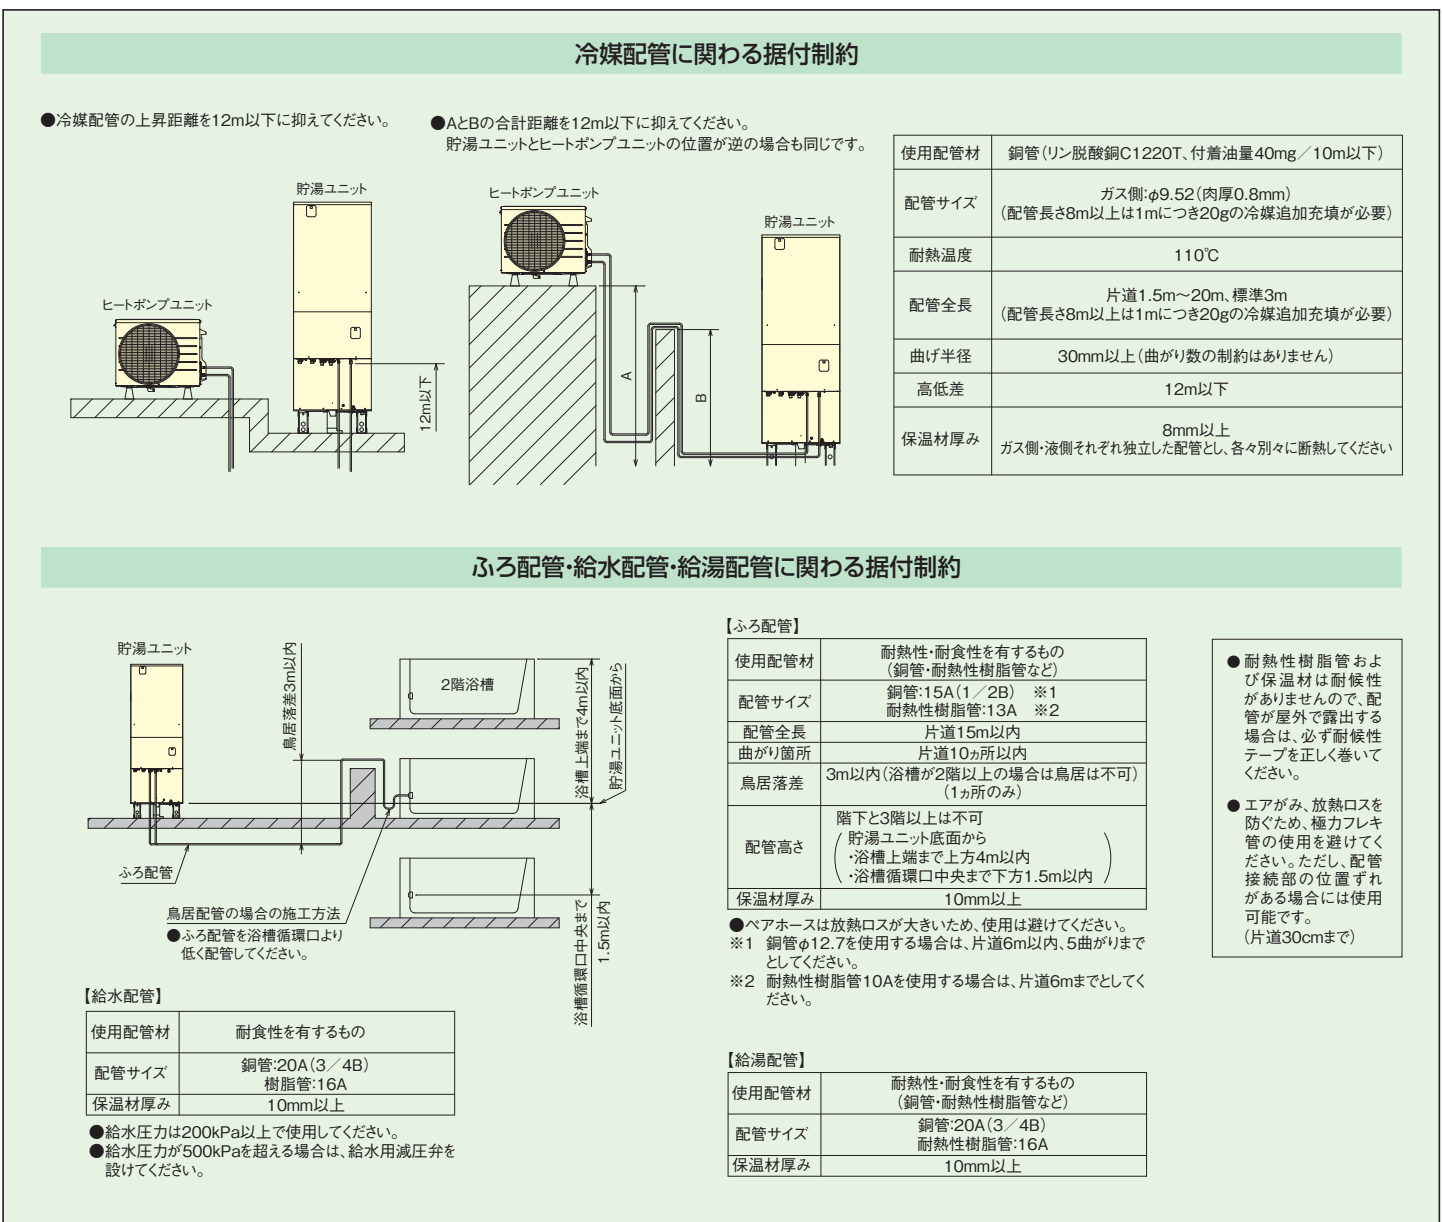 冷媒配管に関わる据付制約
●冷媒配管の上昇距離を12m以下に抑えてください。
貯湯ユニット
ヒートポンプユニット
12m以下
●AとBの合計距離を12m以下に抑えてください。
貯湯ユニットとヒートポンプユニットの位置が逆の場合も同じです。
ヒートポンプユニット
貯湯ユニット
A
B
使用配管材 銅管(リン脱酸銅C1220T、付着油量40mg／10m以下)
配管サイズ ガス側:φ9.52(肉厚0.8mm)
(配管長さ8m以上は1mにつき20gの冷媒追加充填が必要)
耐熱温度 110℃
配管全長 片道1.5m〜20m、標準3m
(配管長さ8m以上は1mにつき20gの冷媒追加充填が必要)
曲げ半径 30mm以上(曲がり数の制約はありません)
高低差 12m以下
保温材厚み 8mm以上
ガス側・液側それぞれ独立した配管とし、各々別々に断熱してください
ふろ配管・給水配管・給湯配管に関わる据付制約
貯湯ユニット
鳥居落差3m以内
2階浴槽
浴槽上端まで4m以内
貯湯ユニット底面から
ふろ配管
鳥居配管の場合の施工方法
●ふろ配管を浴槽循環口より
低く配管してください。
浴槽循環口中央まで
1.5m以内
【給水配管】
使用配管材 耐食性を有するもの
配管サイズ 銅管:20A(3／4B)
樹脂管:16A
保温材厚み 10mm以上
●給水圧力は200kPa以上で使用してください。
●給水圧力が500kPaを超える場合は、給水用減圧弁を
設けてください。
【ふろ配管】
使用配管材 耐熱性・耐食性を有するもの
(銅管・耐熱性樹脂管など)
配管サイズ 銅管:15A(1／2B) ※1
耐熱性樹脂管:13A ※2
配管全長 片道15m以内
曲がり箇所 片道10ヵ所以内
鳥居落差 3m以内(浴槽が2階以上の場合は鳥居は不可)
(1ヵ所のみ)
配管高さ 階下と3階以上は不可
(貯湯ユニット底面から
・浴槽上端まで上方4m以内
・浴槽循環口中央まで下方1.5m以内)
保温材厚み 10mm以上
●ペアホースは放熱ロスが大きいため、使用は避けてください。
※1 銅管φ12.7を使用する場合は、片道6m以内、5曲がりまで
としてください。
※2 耐熱性樹脂管10Aを使用する場合は、片道6mまでとしてく
ださい。
【給湯配管】
使用配管材 耐熱性・耐食性を有するもの
(銅管・耐熱性樹脂管など)
配管サイズ 銅管:20A(3／4B)
耐熱性樹脂管:16A
保温材厚み 10mm以上
●耐熱性樹脂管およ
び保温材は耐候性
がありませんので、配
管が屋外で露出する
場合は、必ず耐候性
テープを正しく巻いて
ください。
●エアがみ、放熱ロスを
防ぐため、極力フレキ
管の使用を避けてく
ださい。ただし、配管
接続部の位置ずれ
がある場合には使用
可能です。
(片道30cmまで)